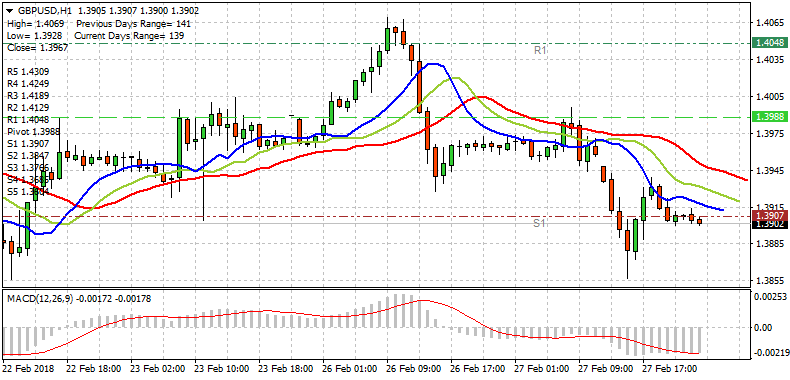 GBPUSD,H1 1.3905 1.3907 1.3900 1.3902
High= 1.4069 Previous Days Range= 141
Low= 1.3928 Current Days Range= 139
Close= 1.3967
R5 1.4309
R4 1.4249
R3 1.4189
R2 1.4129
R1 1.4048
Pivot 1.3988
S1 1.3907
S2 1.3847
S3 1.3766
S4
S5
R1
S1
1.4065
1.4048
1.4035
1.4005
1.3988
1.3975
1.3945
1.3915
1.3907
1.3902
1.3885
1.3855
MACD(12,26,9) -0.00172 -0.00178
0.00253
0.00
-0.00219
22 Feb 2018 22 Feb 18:00 23 Feb 02:00 23 Feb 10:00 23 Feb 18:00 26 Feb 01:00 26 Feb 09:00 26 Feb 17:00 27 Feb 01:00 27 Feb 09:00 27 Feb 17:00